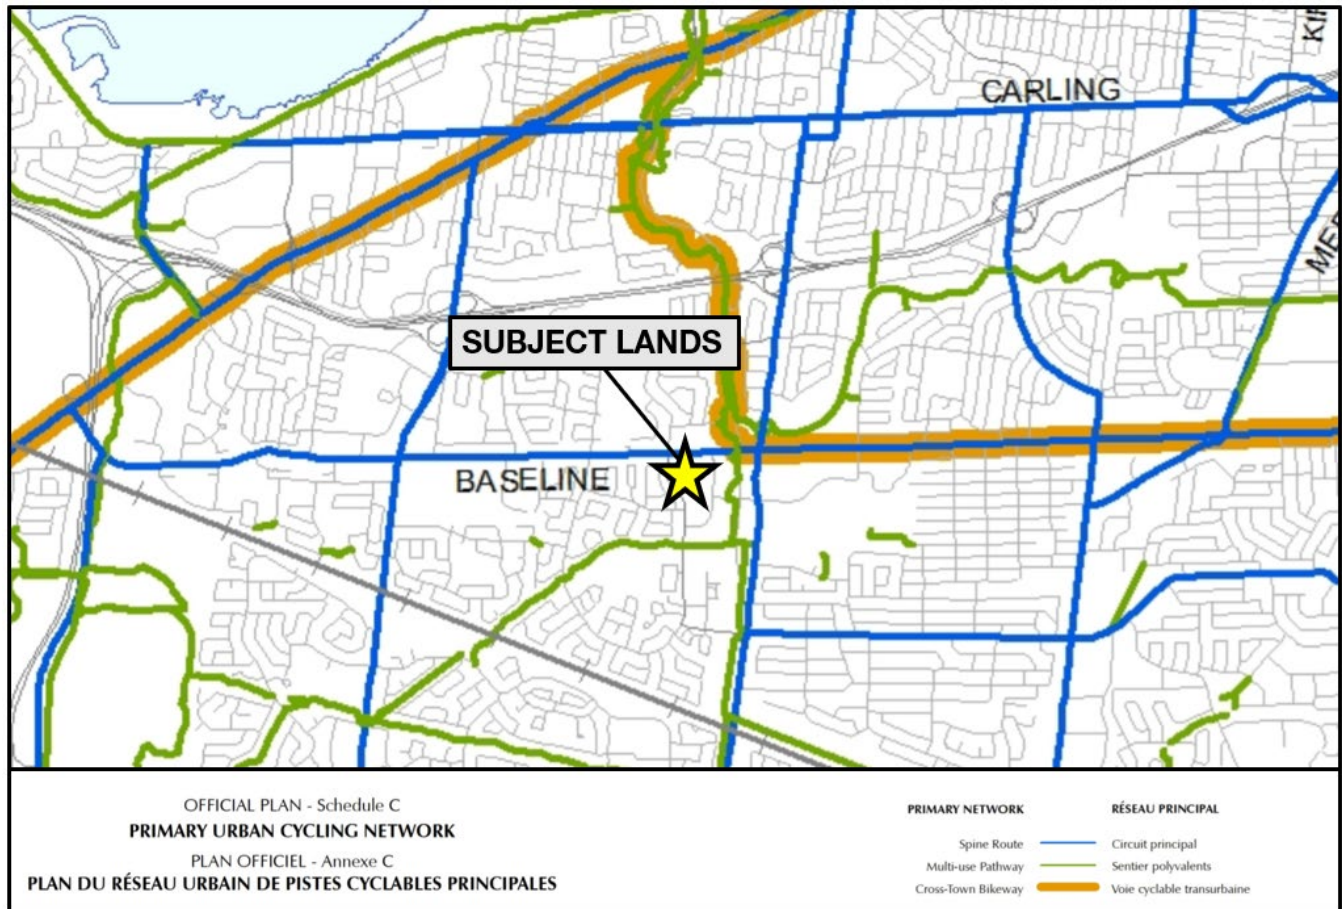 KI
CARLING
ME
SUBJECT LANDS
BASELINE
OFFICIAL PLAN - Schedule C
PRIMARY URBAN CYCLING NETWORK
PLAN OFFICIEL - Annexe C
PLAN DU RÉSEAU URBAIN DE PISTES CYCLABLES PRINCIPALES
PRIMARY NETWORK RÉSEAU PRINCIPAL
Spine Route Circuit principal
Multi-use Pathway Sentier polyvalents
Cross-Town Bikeway Voie cyclable transurbaine